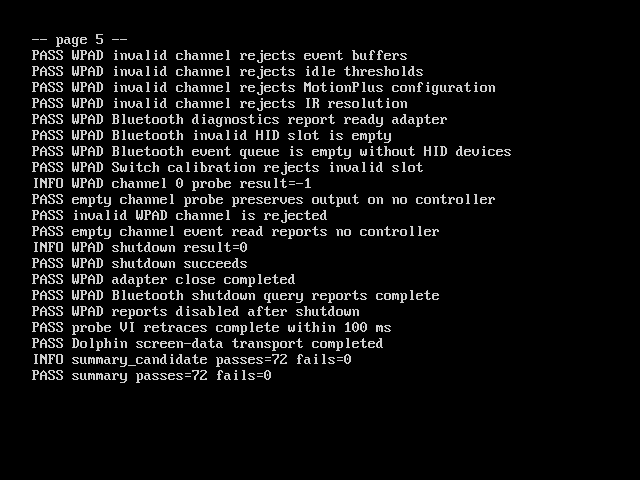 -- page 5 --
PASS WPAD invalid channel rejects event buffers
PASS WPAD invalid channel rejects idle thresholds
PASS WPAD invalid channel rejects MotionPlus configuration
PASS WPAD invalid channel rejects IR resolution
PASS WPAD Bluetooth diagnostics report ready adapter
PASS WPAD Bluetooth invalid HID slot is empty
PASS WPAD Bluetooth event queue is empty without HID devices
PASS WPAD Switch calibration rejects invalid slot
INFO WPAD channel 0 probe result=-1
PASS empty channel probe preserves output on no controller
PASS invalid WPAD channel is rejected
PASS empty channel event read reports no controller
INFO WPAD shutdown result=0
PASS WPAD shutdown succeeds
PASS WPAD adapter close completed
PASS WPAD Bluetooth shutdown query reports complete
PASS WPAD reports disabled after shutdown
PASS probe VI retraces complete within 100 ms
PASS Dolphin screen-data transport completed
INFO summary_candidate passes=72 fails=0
PASS summary passes=72 fails=0